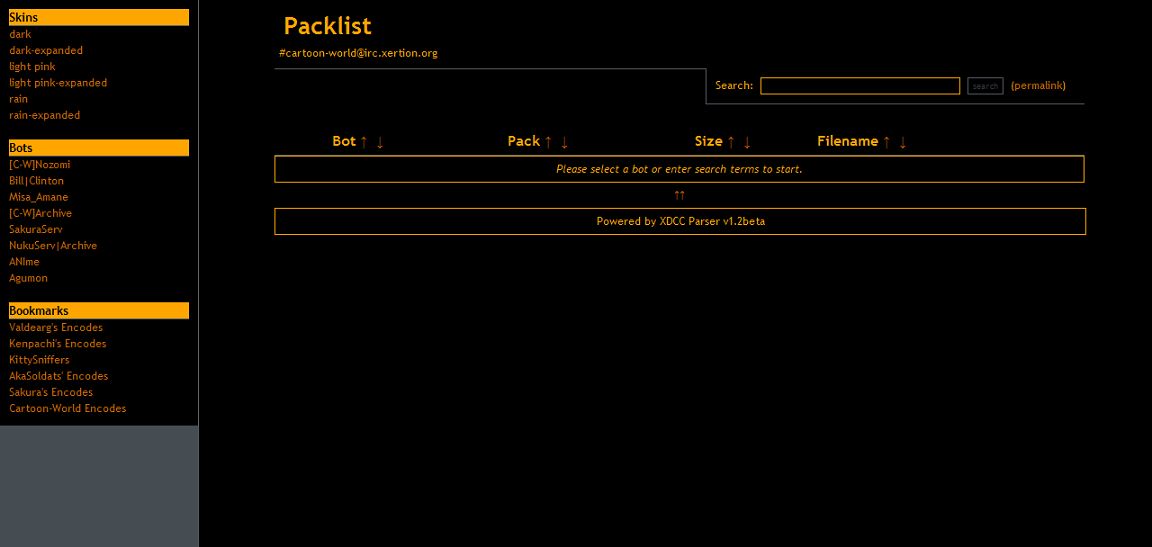 Skins
dark
dark-expanded
light pink
light pink-expanded
rain
rain-expanded
Bots
[C-W]Nozomi
Bill|Clinton
Misa_Amane
[C-W]Archive
SakuraServ
NukuServ|Archive
ANIme
Agumon
Bookmarks
Valdearg's Encodes
Kenpachi's Encodes
KittySniffers
AkaSoldats' Encodes
Sakura's Encodes
Cartoon-World Encodes
Packlist
#cartoon-world@irc.xertion.org
Search: search (permalink)
Bot ↑ ↓ Pack ↑ ↓ Size ↑ ↓ Filename ↑ ↓
Please select a bot or enter search terms to start.
↑↑
Powered by XDCC Parser v1.2beta